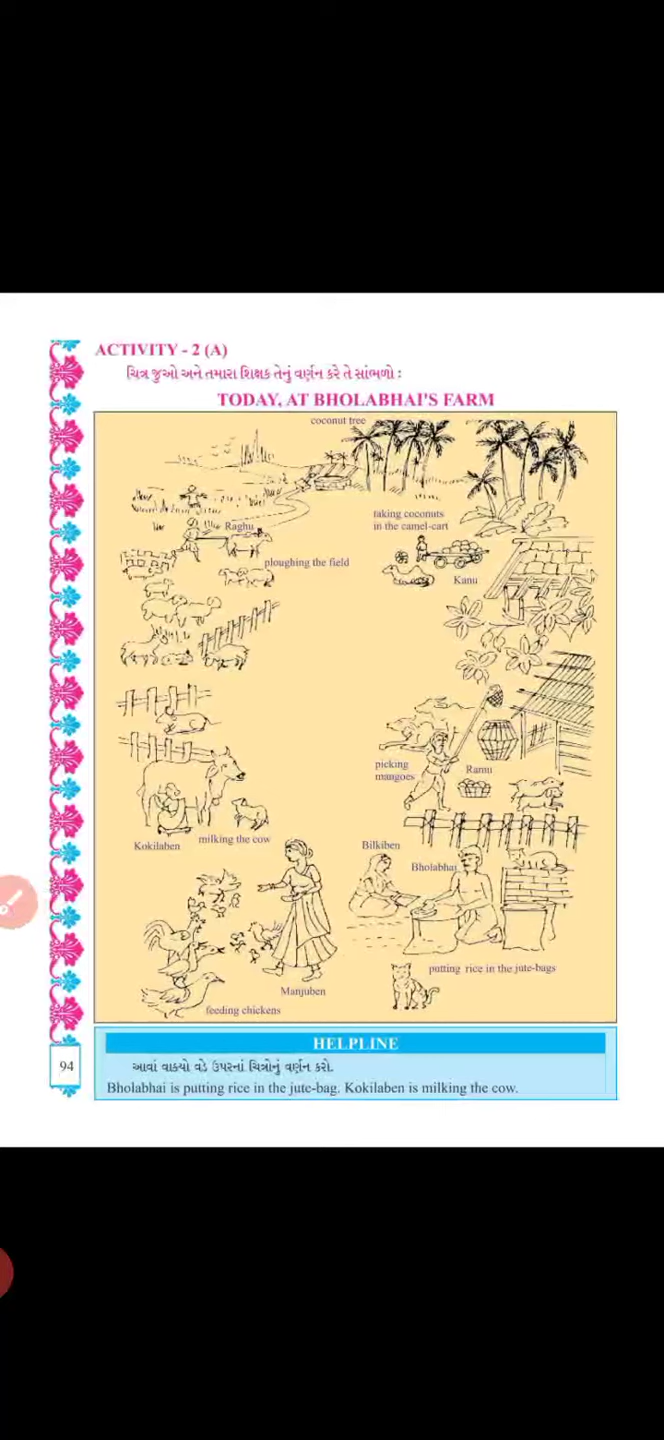 ACTIVITY - 2 (A)
ચિત્ર જુઓ અને તમારા શિક્ષક તેનું વર્ણન કરે તે સાંભળો :
TODAY, AT BHOLABHAI'S FARM
coconut tree
taking coconuts
in the camel-cart
Raghu
ploughing the field
Kanu
picking
mangoes
Ramu
Kokilaben
milking the cow
Bilkiben
Bholabhai
putting rice in the jute-bags
Manjuben
feeding chickens
HELPLINE
94
આવાં વાક્યો વડે ઉપરનાં ચિત્રોનું વર્ણન કરો.
Bholabhai is putting rice in the jute-bag. Kokilaben is milking the cow.